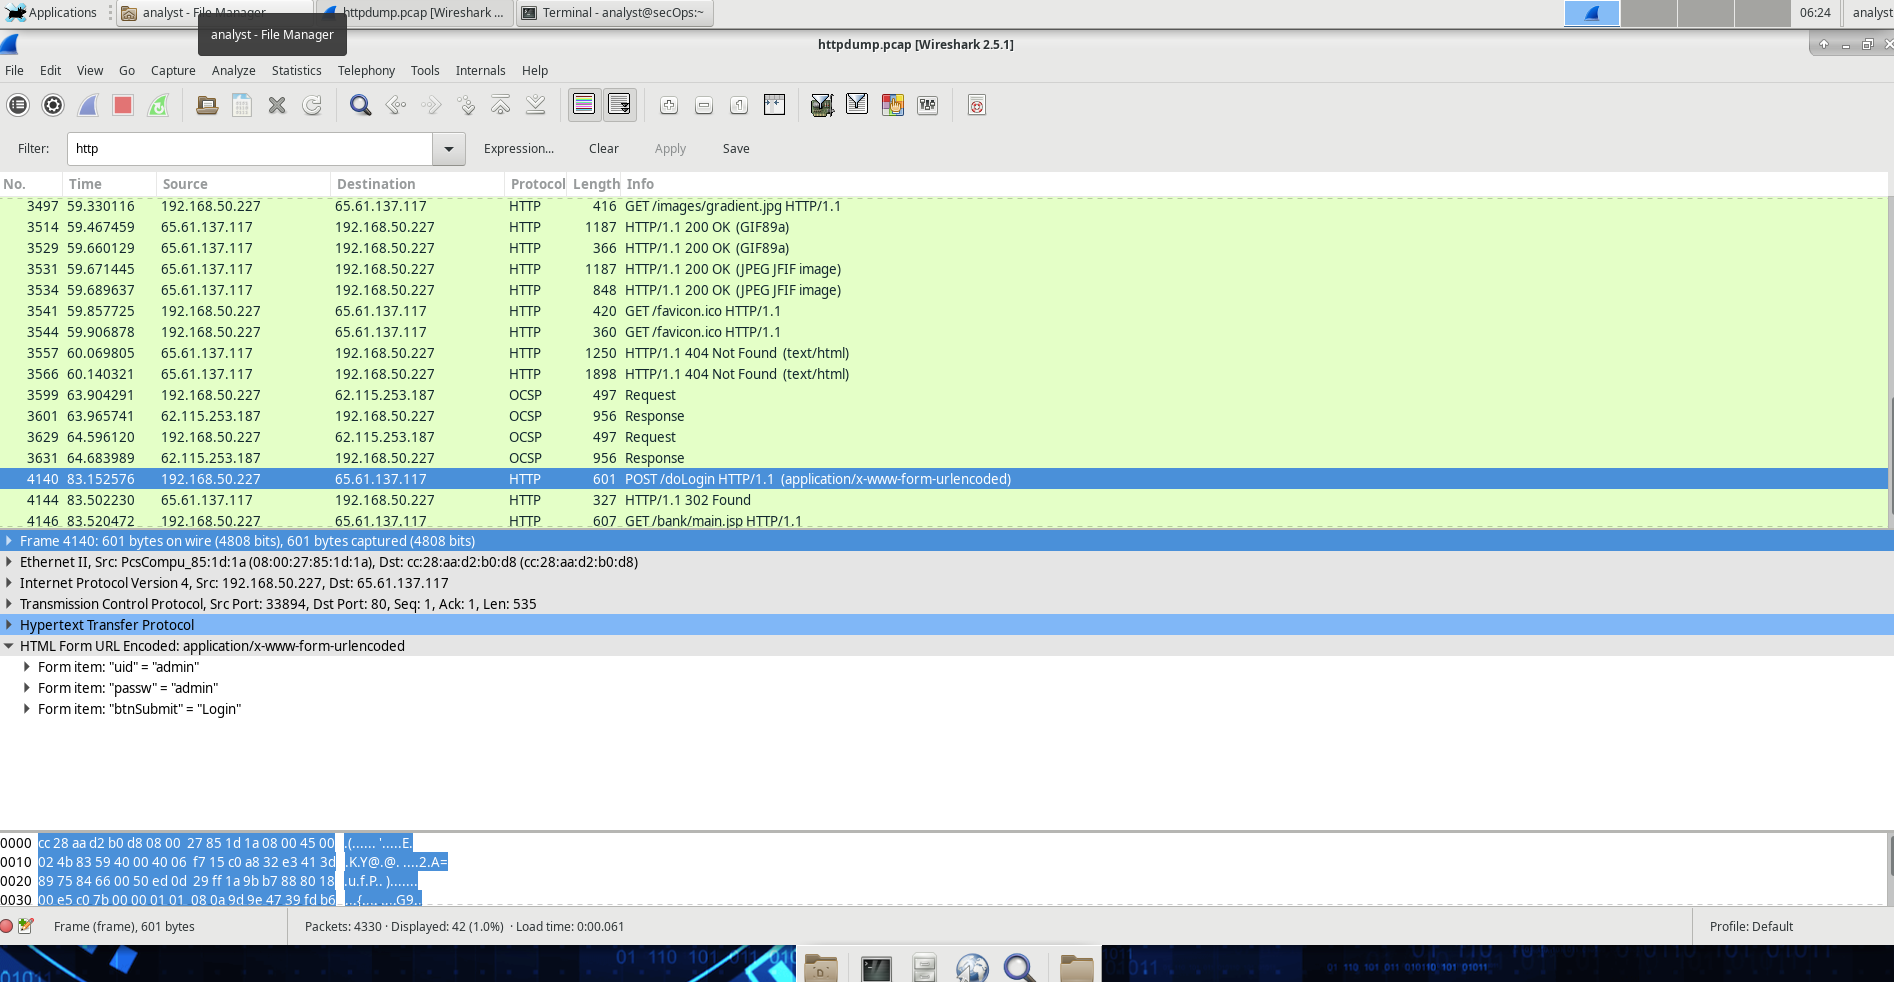 Applications analyst - File Manager httpdump.pcap [Wireshark ... Terminal - analyst@secOps:~ 06:24 analyst
analyst - File Manager
httpdump.pcap [Wireshark 2.5.1]
File Edit View Go Capture Analyze Statistics Telephony Tools Internals Help
Filter: http Expression... Clear Apply Save
No. Time Source Destination Protocol Length Info
3497 59.330116 192.168.50.227 65.61.137.117 HTTP 416 GET /images/gradient.jpg HTTP/1.1
3514 59.467459 65.61.137.117 192.168.50.227 HTTP 1187 HTTP/1.1 200 OK (GIF89a)
3529 59.660129 65.61.137.117 192.168.50.227 HTTP 366 HTTP/1.1 200 OK (GIF89a)
3531 59.671445 65.61.137.117 192.168.50.227 HTTP 1187 HTTP/1.1 200 OK (JPEG JFIF image)
3534 59.689637 65.61.137.117 192.168.50.227 HTTP 848 HTTP/1.1 200 OK (JPEG JFIF image)
3541 59.857725 192.168.50.227 65.61.137.117 HTTP 420 GET /favicon.ico HTTP/1.1
3544 59.906878 192.168.50.227 65.61.137.117 HTTP 360 GET /favicon.ico HTTP/1.1
3557 60.069805 65.61.137.117 192.168.50.227 HTTP 1250 HTTP/1.1 404 Not Found (text/html)
3566 60.140321 65.61.137.117 192.168.50.227 HTTP 1898 HTTP/1.1 404 Not Found (text/html)
3599 63.904291 192.168.50.227 62.115.253.187 OCSP 497 Request
3601 63.965741 62.115.253.187 192.168.50.227 OCSP 956 Response
3629 64.596120 192.168.50.227 62.115.253.187 OCSP 497 Request
3631 64.683989 62.115.253.187 192.168.50.227 OCSP 956 Response
4140 83.152576 192.168.50.227 65.61.137.117 HTTP 601 POST /doLogin HTTP/1.1 (application/x-www-form-urlencoded)
4144 83.502230 65.61.137.117 192.168.50.227 HTTP 327 HTTP/1.1 302 Found
4146 83.520472 192.168.50.227 65.61.137.117 HTTP 607 GET /bank/main.jsp HTTP/1.1
Frame 4140: 601 bytes on wire (4808 bits), 601 bytes captured (4808 bits)
Ethernet II, Src: PcsCompu_85:1d:1a (08:00:27:85:1d:1a), Dst: cc:28:aa:d2:b0:d8 (cc:28:aa:d2:b0:d8)
Internet Protocol Version 4, Src: 192.168.50.227, Dst: 65.61.137.117
Transmission Control Protocol, Src Port: 33894, Dst Port: 80, Seq: 1, Ack: 1, Len: 535
Hypertext Transfer Protocol
HTML Form URL Encoded: application/x-www-form-urlencoded
Form item: "uid" = "admin"
Form item: "passw" = "admin"
Form item: "btnSubmit" = "Login"
0000 cc 28 aa d2 b0 d8 08 00 27 85 1d 1a 08 00 45 00 .(...... '.....E.
0010 02 4b 83 59 40 00 40 06 f7 15 c0 a8 32 e3 41 3d .K.Y@.@. ....2.A=
0020 89 75 84 66 00 50 ed 0d 29 ff 1a 9b b7 88 80 18 .u.f.P.. ).......
0030 00 e5 c0 7b 00 00 01 01 08 0a 9d 9e 47 39 fd b6 ...{.... ....G9..
Frame (frame), 601 bytes Packets: 4330 · Displayed: 42 (1.0%) · Load time: 0:00.061 Profile: Default